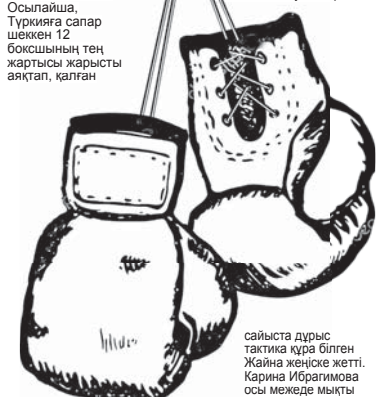 Осылайша,
Түркияға сапар
шеккен 12
боксшының тең
жартысы жарысты
аяқтап, қалған
сайыста дұрыс
тактика құра білген
Жайна жеңіске жетті.
Карина Ибрагимова
осы межеде мықты